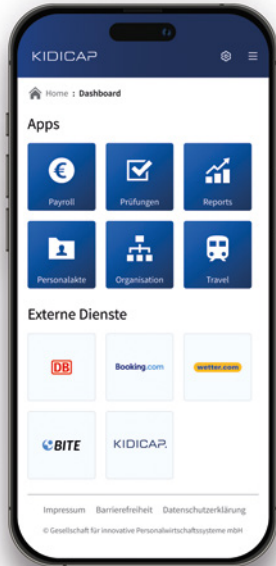 KIDICAP
Home : Dashboard
Apps
Payroll
Prüfungen
Reports
Personalakte
Organisation
Travel
Externe Dienste
DB
Booking.com
wetter.com
BITE
KIDICAP.
Impressum Barrierefreiheit Datenschutzerklärung
© Gesellschaft für innovative Personalwirtschaftssysteme mbH